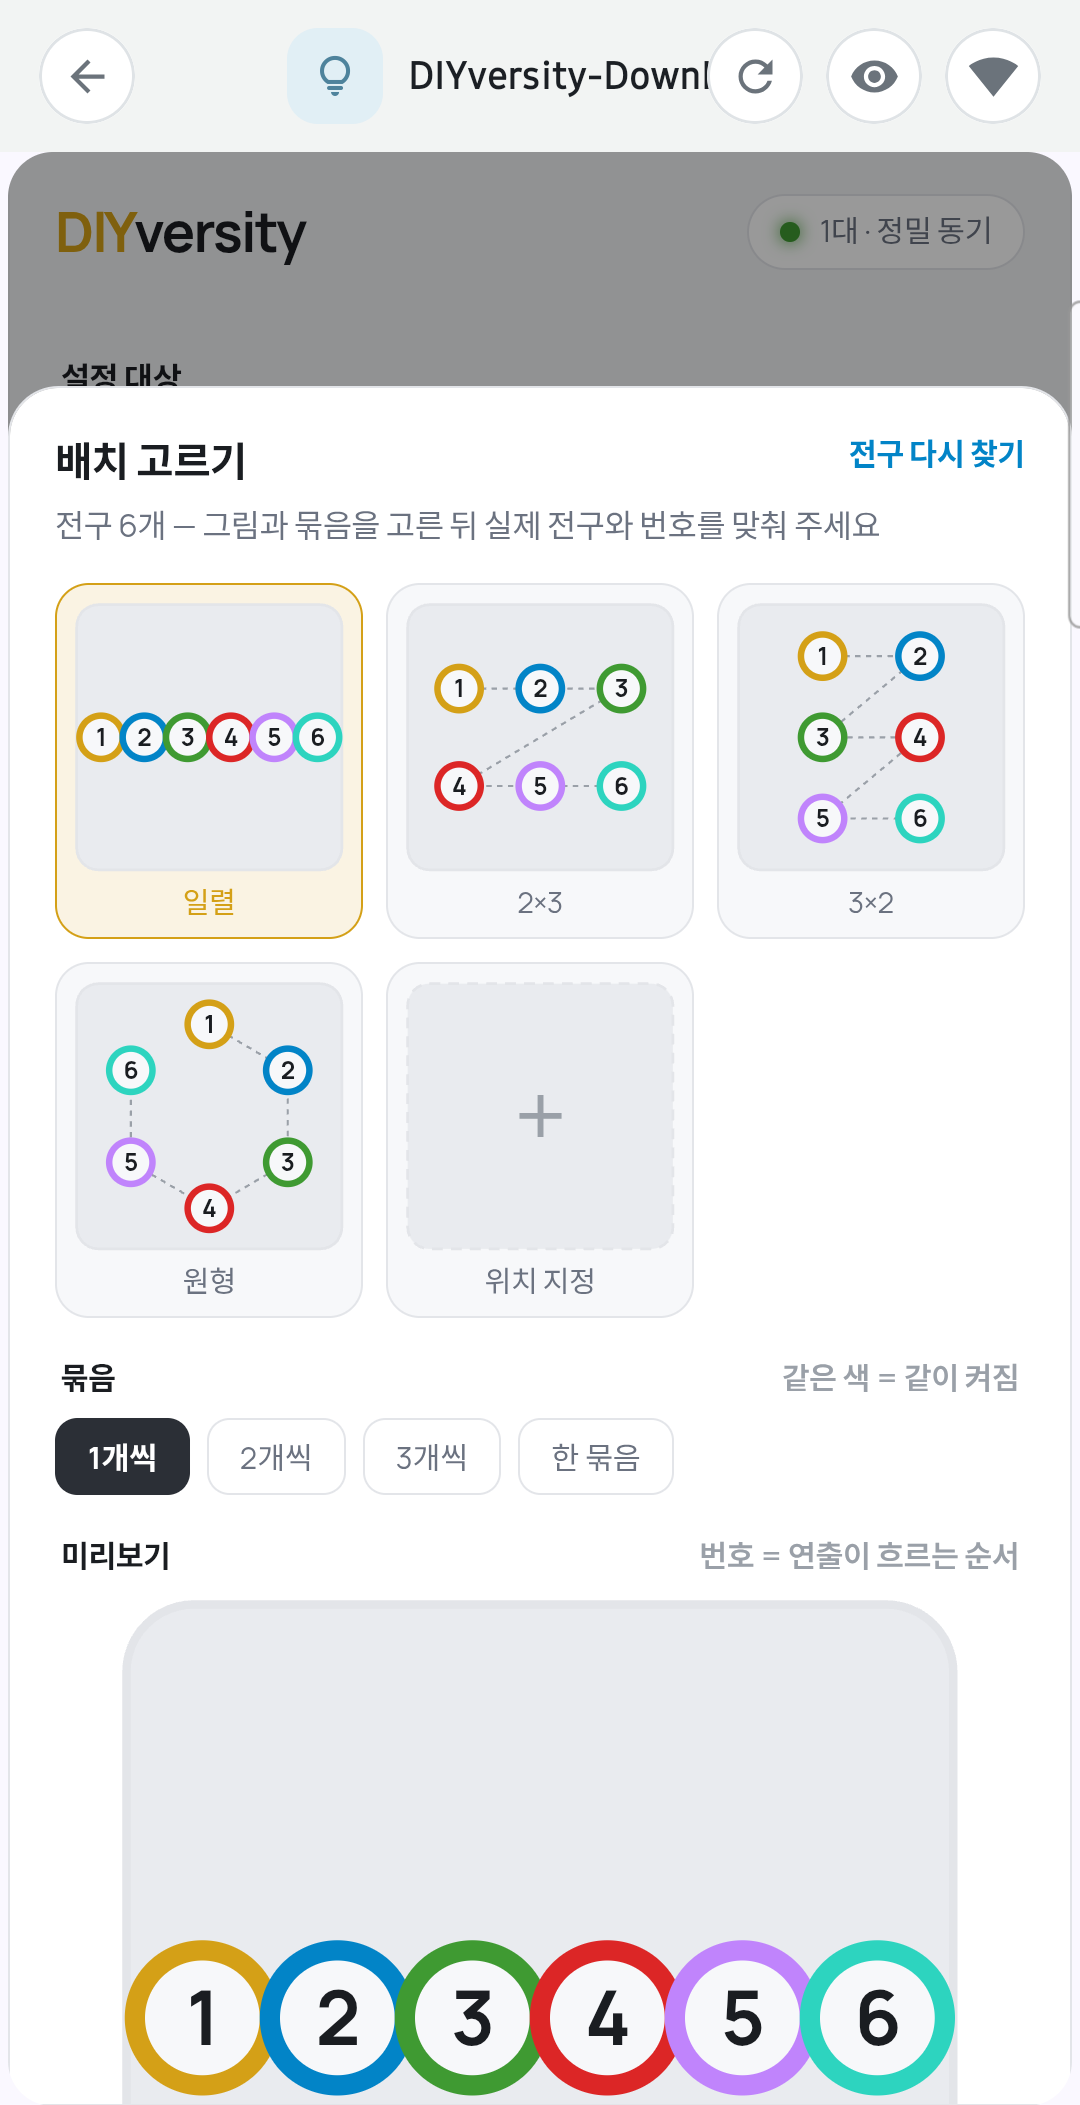 DIYversity-Downl
DIYversity
1대 · 정밀 동기
설정 대상
배치 고르기
전구 다시 찾기
전구 6개 — 그림과 묶음을 고른 뒤 실제 전구와 번호를 맞춰 주세요
1 2 3 4 5 6
일렬
1 2 3
4 5 6
2×3
1 2
3 4
5 6
3×2
1
6 2
5 3
4
원형
+
위치 지정
묶음
같은 색 = 같이 켜짐
1개씩
2개씩
3개씩
한 묶음
미리보기
번호 = 연출이 흐르는 순서
1 2 3 4 5 6